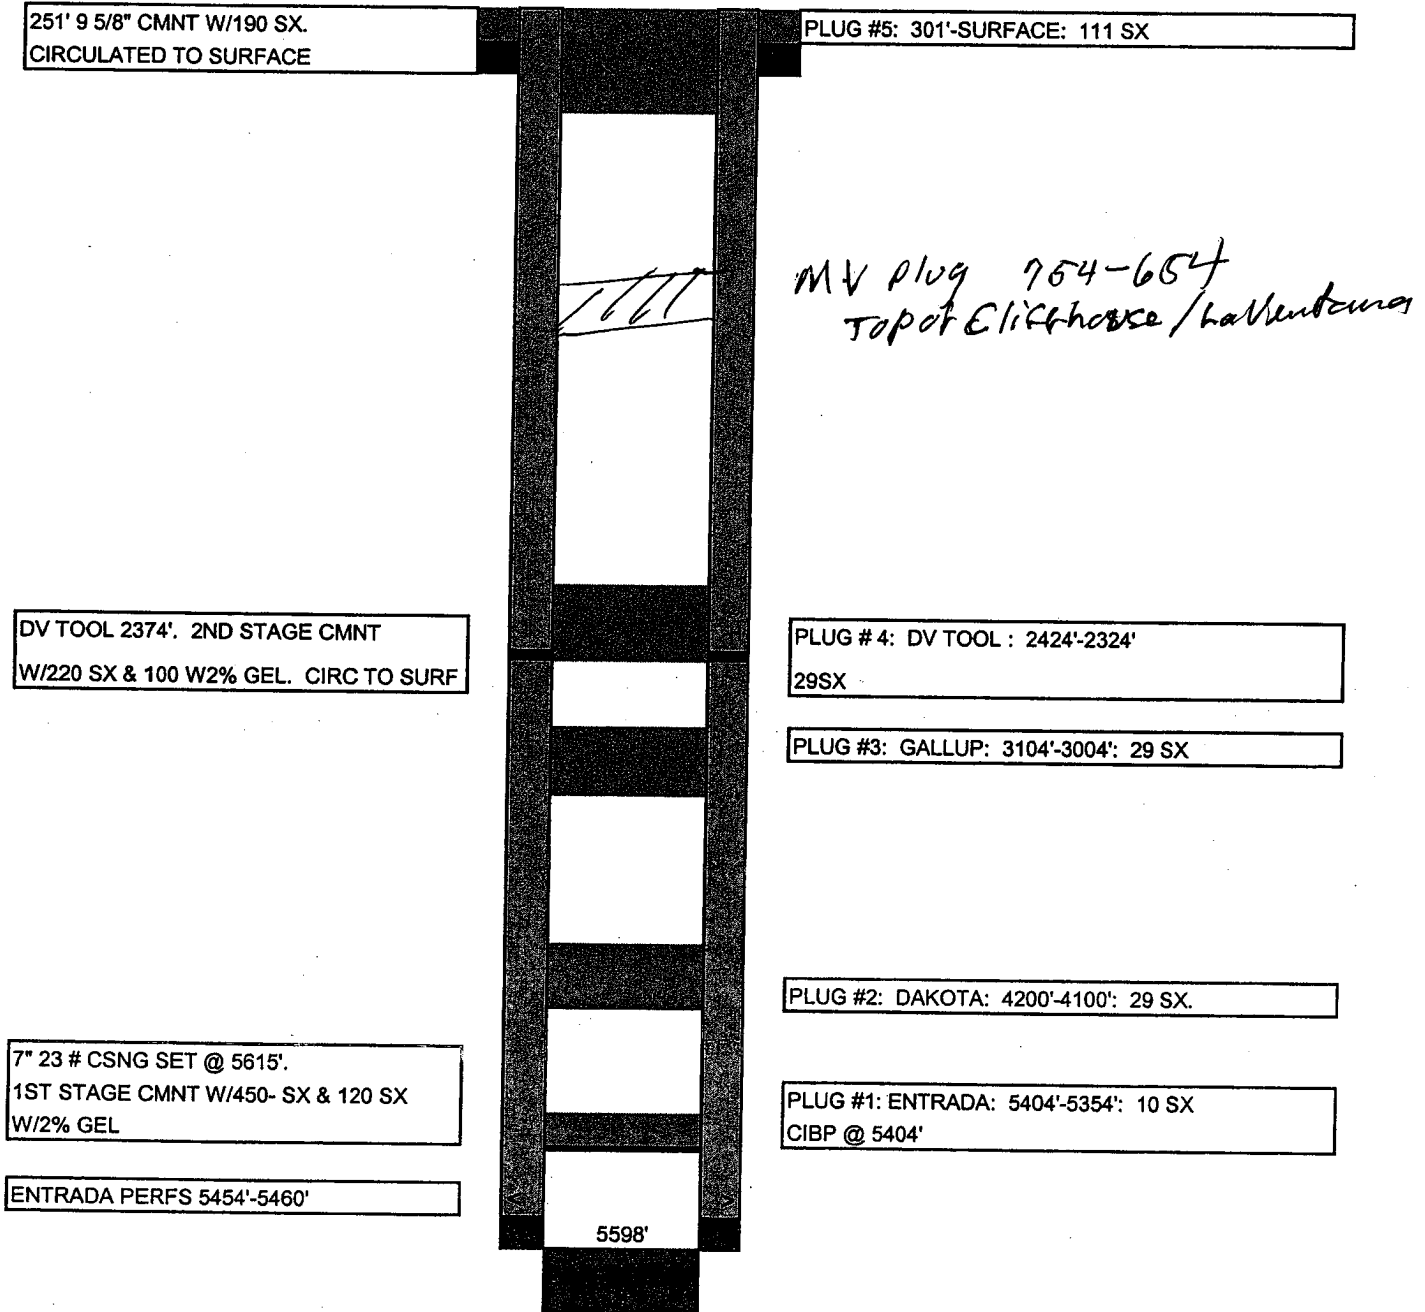 251' 9 5/8" CMNT W/190 SX.
CIRCULATED TO SURFACE
PLUG #5: 301'-SURFACE: 111 SX
MV plug 754-654
Top of Cliffhouse /
DV TOOL 2374'. 2ND STAGE CMNT
W/220 SX & 100 W2% GEL. CIRC TO SURF
PLUG # 4: DV TOOL : 2424'-2324'
29SX
PLUG #3: GALLUP: 3104'-3004': 29 SX
PLUG #2: DAKOTA: 4200'-4100': 29 SX.
7" 23 # CSNG SET @ 5615'.
1ST STAGE CMNT W/450- SX & 120 SX
W/2% GEL
PLUG #1: ENTRADA: 5404'-5354': 10 SX
CIBP @ 5404'
ENTRADA PERFS 5454'-5460'
5598'